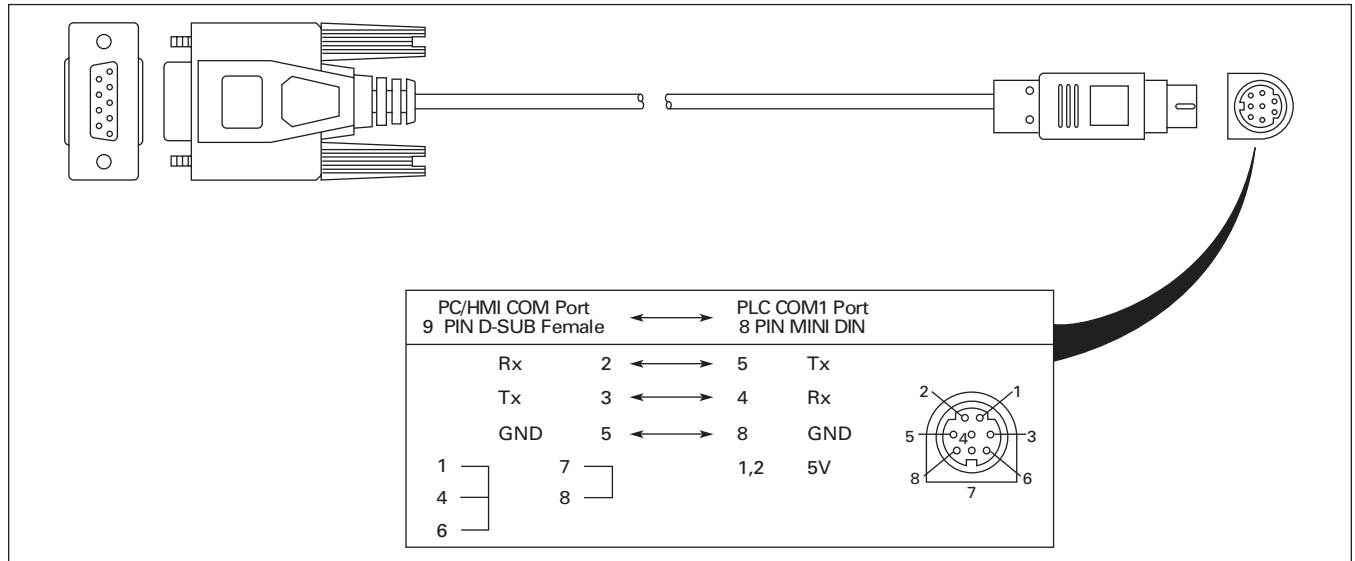 PC/HMI COM Port PLC COM1 Port
9 PIN D-SUB Female 8 PIN MINI DIN
Rx 2 5 Tx
Tx 3 4 Rx
GND 5 8 GND
1 7 1,2 5V
4 8
6
2 1
5 4 3
8 6
7